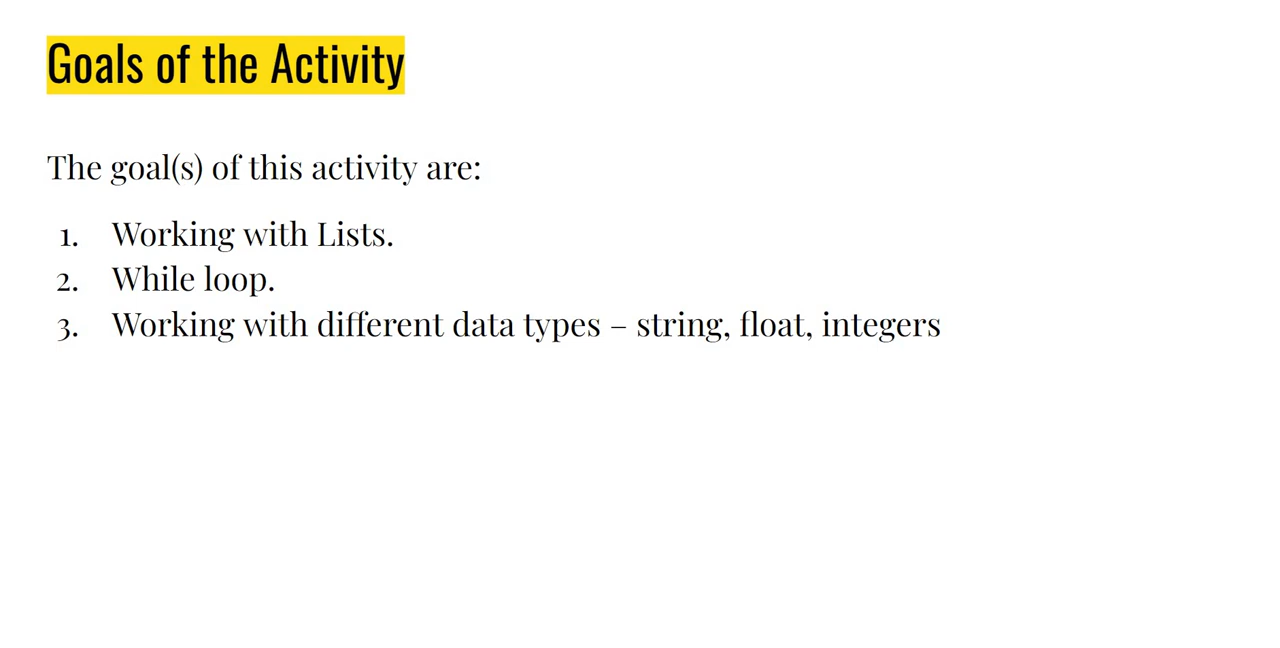 Goals of the Activity
The goal(s) of this activity are:
1. Working with Lists.
2. While loop.
3. Working with different data types – string, float, integers